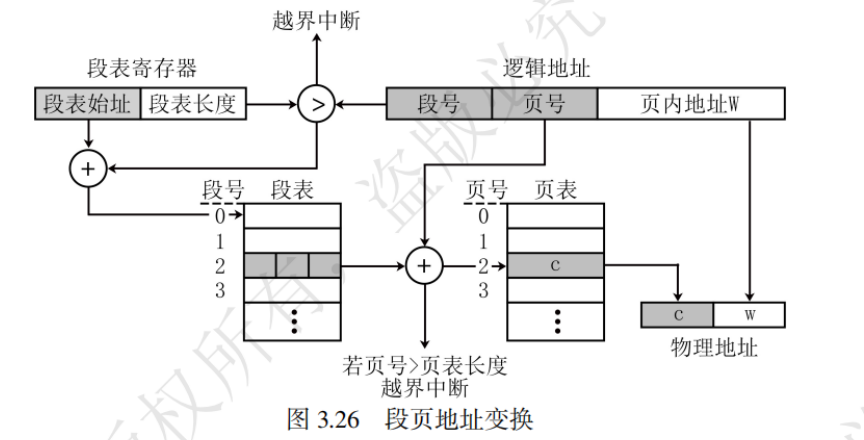 越界中断
段表寄存器
逻辑地址
段表始址 段表长度 > 段号 页号 页内地址W
+
段号 段表 页号 页表
0 0
1 1
2 + 2 c
3 3
⋮ ⋮
c w
物理地址
若页号>页表长度
越界中断
图 3.26 段页地址变换
版权所有，盗版必究